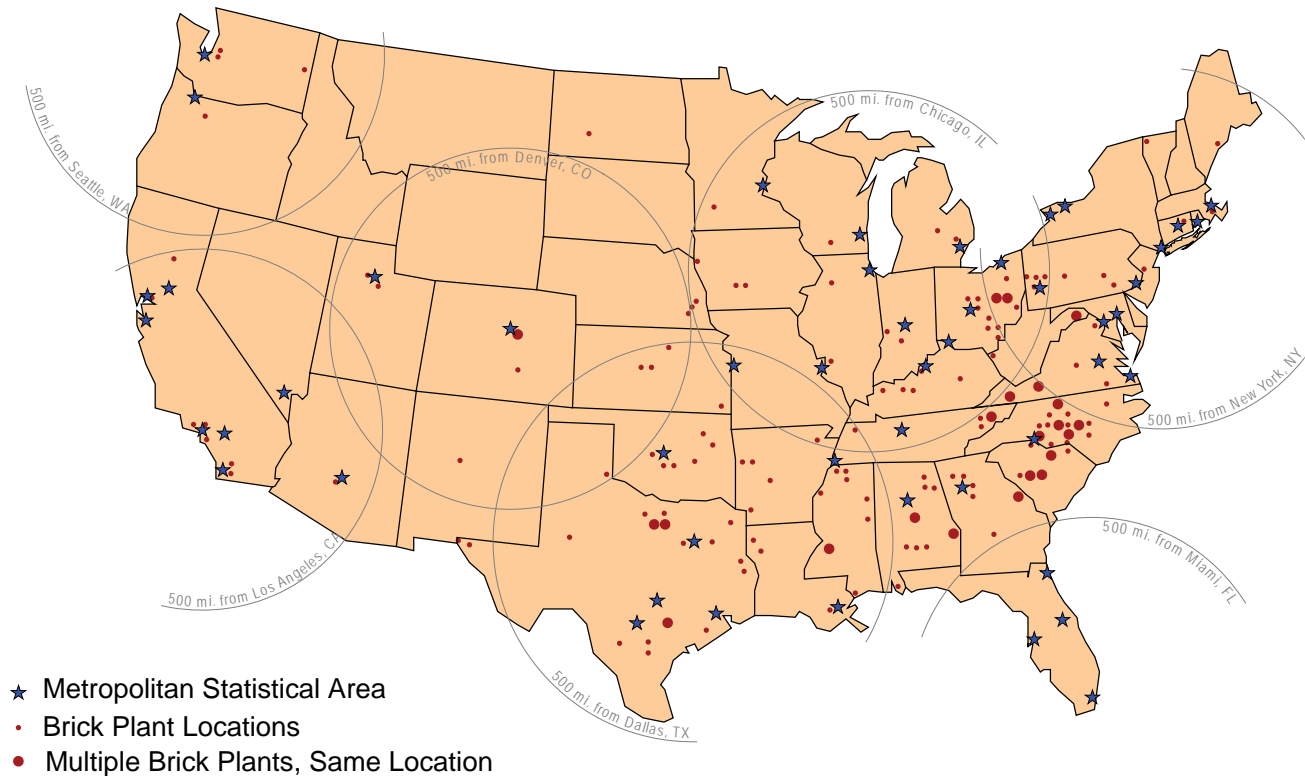 500 mi. from Chicago, IL
500 mi. from Seattle, WA
500 mi. from Denver, CO
500 mi. from New York, NY
500 mi. from Los Angeles, CA
500 mi. from Miami, FL
500 mi. from Dallas, TX
Metropolitan Statistical Area
Brick Plant Locations
Multiple Brick Plants, Same Location